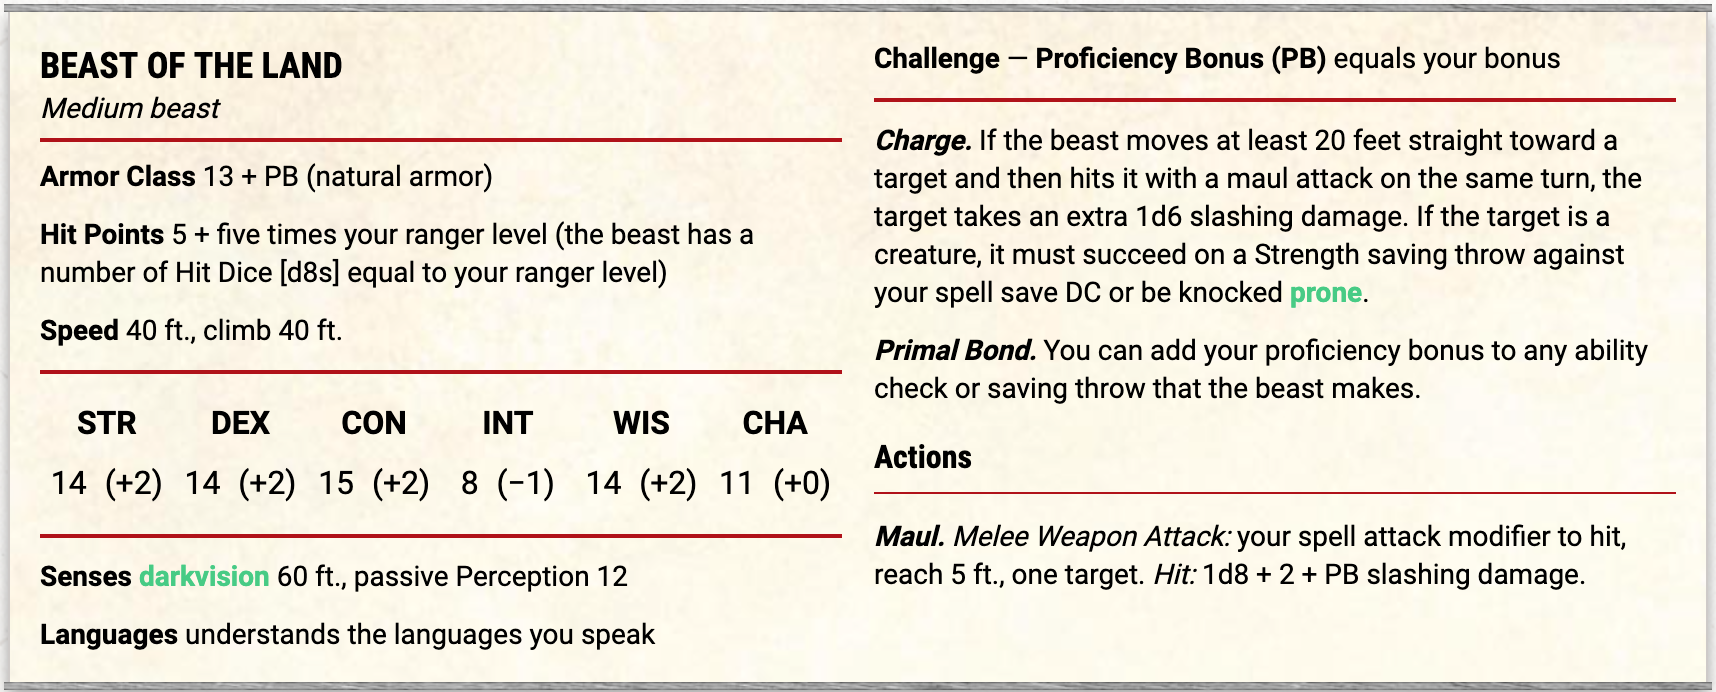 BEAST OF THE LAND
Medium beast
Armor Class 13 + PB (natural armor)
Hit Points 5 + five times your ranger level (the beast has a
number of Hit Dice [d8s] equal to your ranger level)
Speed 40 ft., climb 40 ft.
STR DEX CON INT WIS CHA
14 (+2) 14 (+2) 15 (+2) 8 (−1) 14 (+2) 11 (+0)
Senses darkvision 60 ft., passive Perception 12
Languages understands the languages you speak
Challenge — Proficiency Bonus (PB) equals your bonus
Charge. If the beast moves at least 20 feet straight toward a
target and then hits it with a maul attack on the same turn, the
target takes an extra 1d6 slashing damage. If the target is a
creature, it must succeed on a Strength saving throw against
your spell save DC or be knocked prone.
Primal Bond. You can add your proficiency bonus to any ability
check or saving throw that the beast makes.
Actions
Maul. Melee Weapon Attack: your spell attack modifier to hit,
reach 5 ft., one target. Hit: 1d8 + 2 + PB slashing damage.